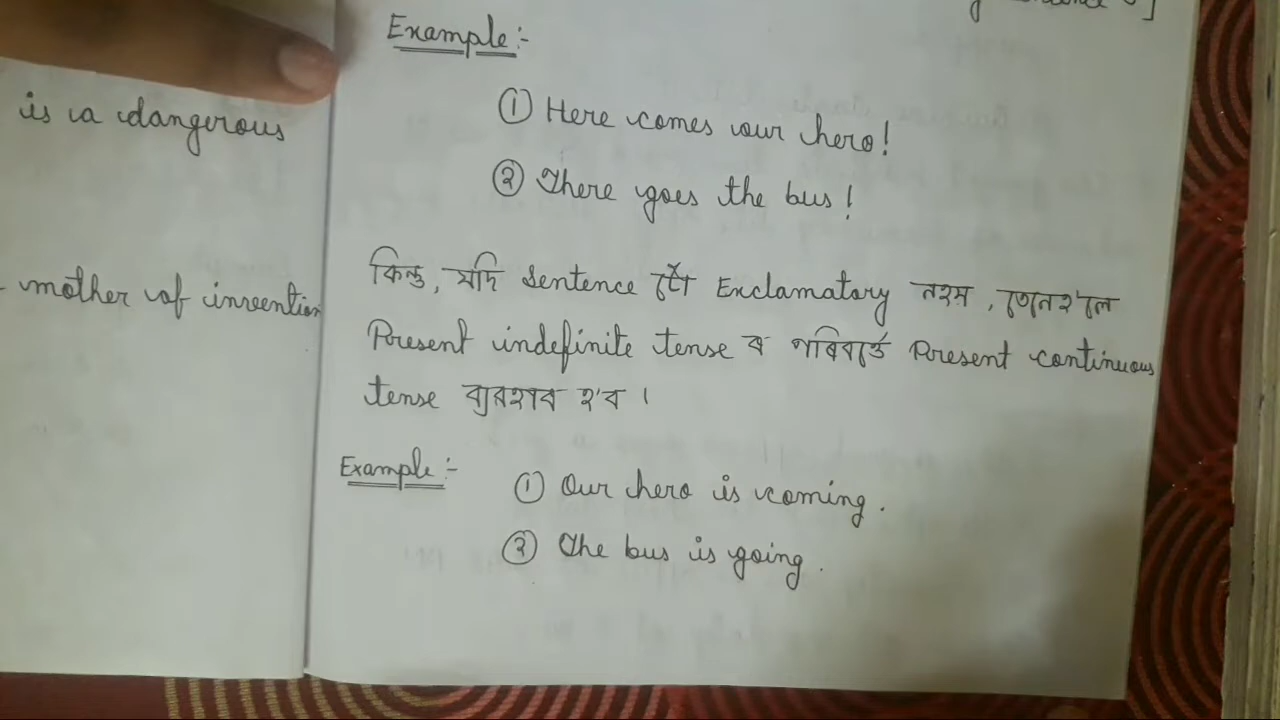 is a dangerous
mother of invention
Example:-
① Here comes our hero!
② There goes the bus!
কিন্তু, যদি Sentence টো Exclamatory নহয়, তেনেহ'লে
Present indefinite tense ৰ পৰিৱৰ্তে Present continuous
tense ব্যৱহাৰ হ'ব ।
Example:-
① Our hero is coming.
② The bus is going.